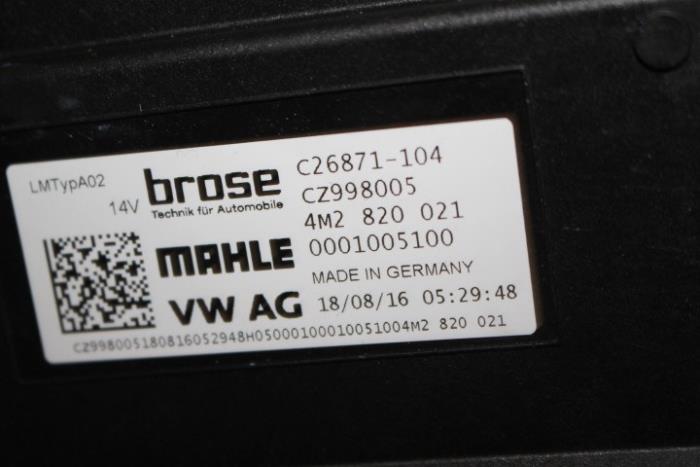 LMTypA02
14V
brose
Technik für Automobile
C26871-104
CZ998005
4M2 820 021
MAHLE
0001005100
MADE IN GERMANY
VW AG
18/08/16 05:29:48
CZ998005180816052948H05000100010051004M2 820 021